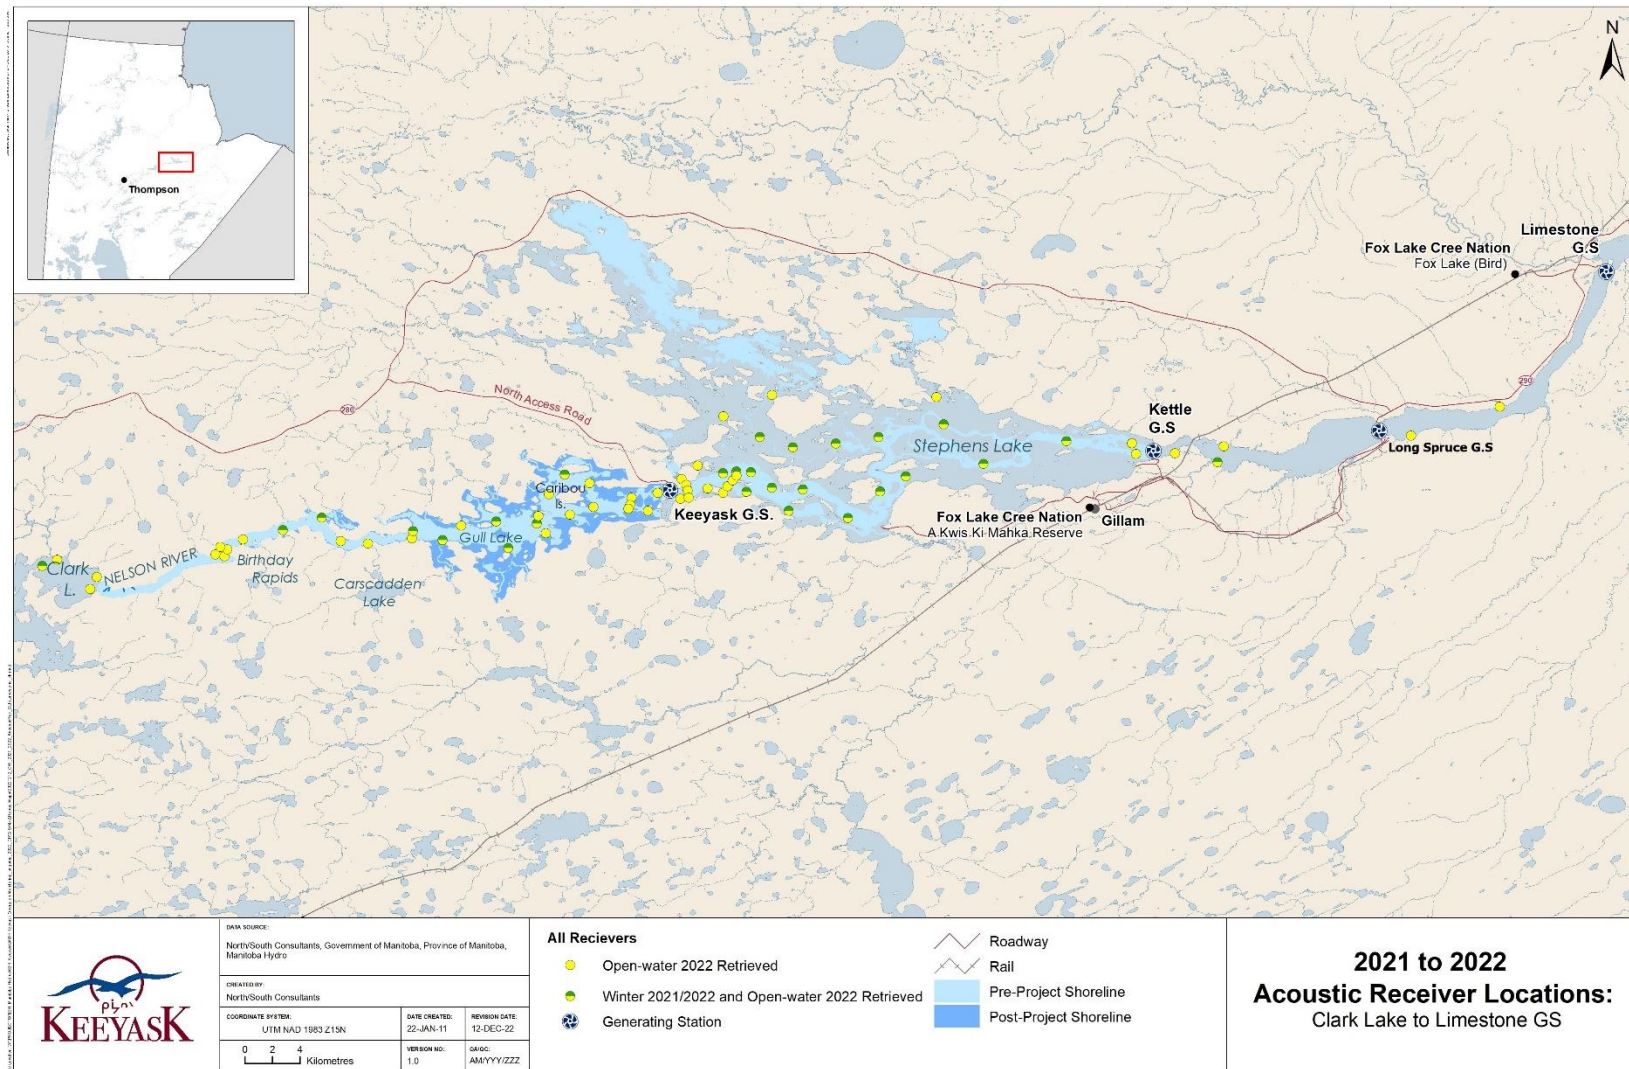 N
Thompson
Limestone
G.S
Fox Lake Cree Nation
Fox Lake (Bird)
280
North Access Road
290
Kettle
G.S
Stephens Lake
Long Spruce G.S
Caribou
Is.
Keeyask G.S.
Fox Lake Cree Nation
A Kwis Ki Mahka Reserve
Gillam
Gull Lake
NELSON RIVER
Birthday
Rapids
Clark
L.
Carscadden
Lake
KEEYASK
DATA SOURCE:
North/South Consultants, Government of Manitoba, Province of Manitoba,
Manitoba Hydro
CREATED BY:
North/South Consultants
COORDINATE SYSTEM:
UTM NAD 1983 Z15N
DATE CREATED:
22-JAN-11
REVISION DATE:
12-DEC-22
0 2 4
Kilometres
VERSION NO:
1.0
QA/QC:
AM/YYY/ZZZ
All Recievers
Open-water 2022 Retrieved
Winter 2021/2022 and Open-water 2022 Retrieved
Generating Station
Roadway
Rail
Pre-Project Shoreline
Post-Project Shoreline
2021 to 2022
Acoustic Receiver Locations:
Clark Lake to Limestone GS